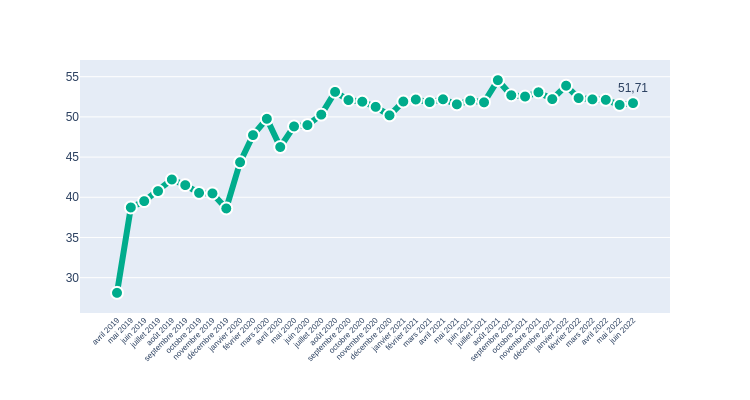 55
50
45
40
35
30
51,71
avril 2019
mai 2019
juin 2019
juillet 2019
août 2019
septembre 2019
octobre 2019
novembre 2019
décembre 2019
janvier 2020
février 2020
mars 2020
avril 2020
mai 2020
juin 2020
juillet 2020
août 2020
septembre 2020
octobre 2020
novembre 2020
décembre 2020
janvier 2021
février 2021
mars 2021
avril 2021
mai 2021
juin 2021
juillet 2021
août 2021
septembre 2021
octobre 2021
novembre 2021
décembre 2021
janvier 2022
février 2022
mars 2022
avril 2022
mai 2022
juin 2022